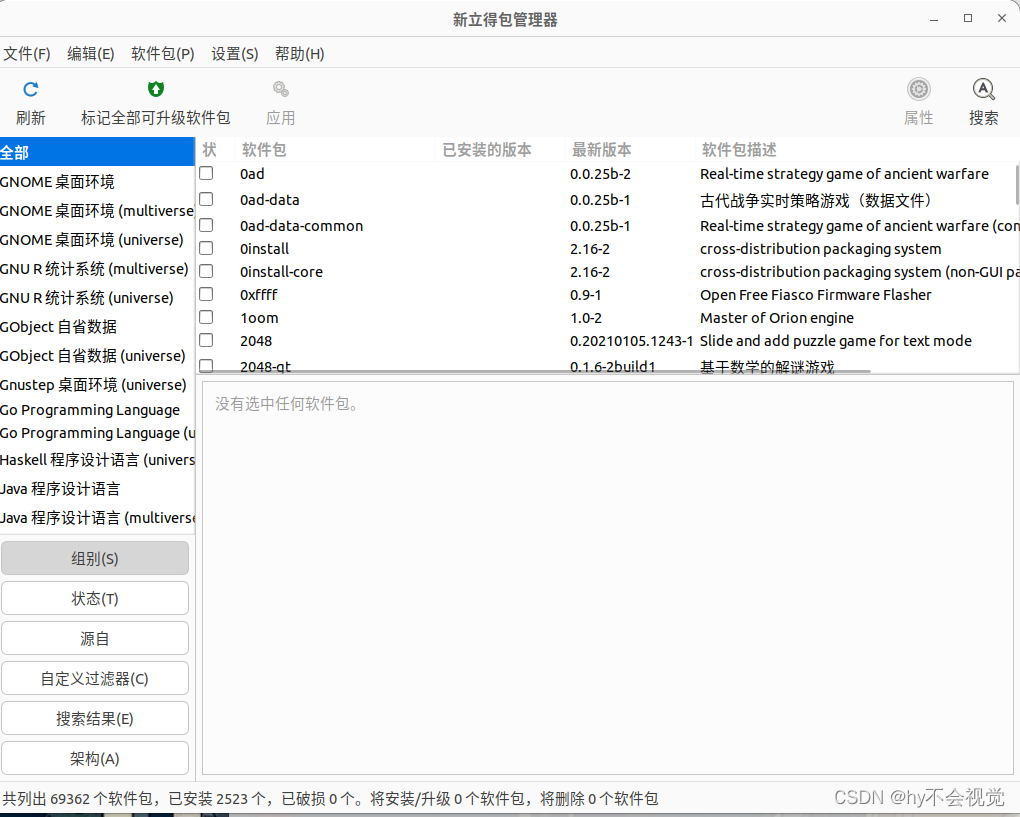 新立得包管理器
文件(F) 编辑(E) 软件包(P) 设置(S) 帮助(H)
刷新 标记全部可升级软件包 应用 属性 搜索
全部
GNOME 桌面环境
GNOME 桌面环境 (multiverse
GNOME 桌面环境 (universe)
GNU R 统计系统 (multiverse)
GNU R 统计系统 (universe)
GObject 自省数据
GObject 自省数据 (universe)
Gnustep 桌面环境 (universe)
Go Programming Language
Go Programming Language (u
Haskell 程序设计语言 (univers
Java 程序设计语言
Java 程序设计语言 (multiverse
组别(S)
状态(T)
源自
自定义过滤器(C)
搜索结果(E)
架构(A)
状 软件包 已安装的版本 最新版本 软件包描述
0ad 0.0.25b-2 Real-time strategy game of ancient warfare
0ad-data 0.0.25b-1 古代战争实时策略游戏（数据文件）
0ad-data-common 0.0.25b-1 Real-time strategy game of ancient warfare (con
0install 2.16-2 cross-distribution packaging system
0install-core 2.16-2 cross-distribution packaging system (non-GUI pa
0xffff 0.9-1 Open Free Fiasco Firmware Flasher
1oom 1.0-2 Master of Orion engine
2048 0.20210105.1243-1 Slide and add puzzle game for text mode
2048-qt 0.1.6-2build1 基于数学的解谜游戏
没有选中任何软件包。
共列出 69362 个软件包，已安装 2523 个，已破损 0 个。将安装/升级 0 个软件包，将删除 0 个软件包
CSDN @hy不会视觉